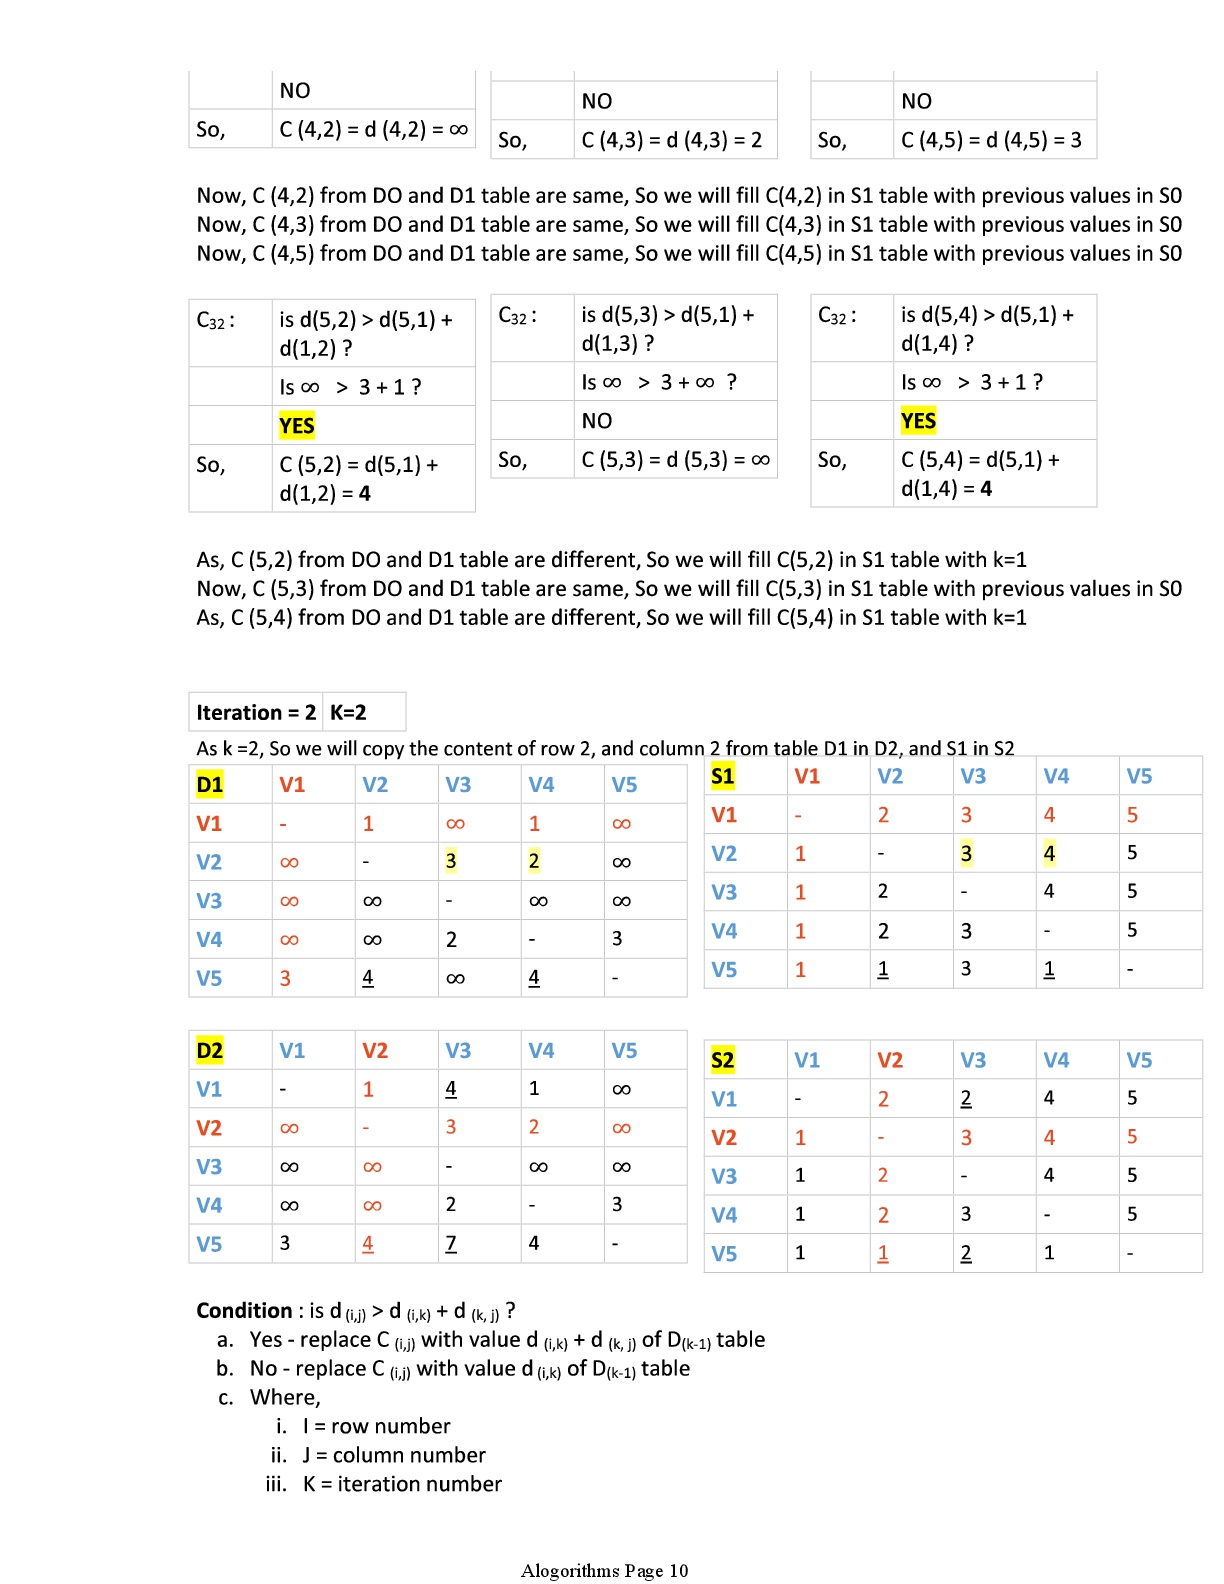 NO
So, C (4,2) = d (4,2) = ∞
NO
So, C (4,3) = d (4,3) = 2
NO
So, C (4,5) = d (4,5) = 3
Now, C (4,2) from DO and D1 table are same, So we will fill C(4,2) in S1 table with previous values in S0
Now, C (4,3) from DO and D1 table are same, So we will fill C(4,3) in S1 table with previous values in S0
Now, C (4,5) from DO and D1 table are same, So we will fill C(4,5) in S1 table with previous values in S0
C32 : is d(5,2) > d(5,1) +
d(1,2) ?
Is ∞ > 3 + 1 ?
YES
So, C (5,2) = d(5,1) +
d(1,2) = 4
C32 : is d(5,3) > d(5,1) +
d(1,3) ?
Is ∞ > 3 + ∞ ?
NO
So, C (5,3) = d (5,3) = ∞
C32 : is d(5,4) > d(5,1) +
d(1,4) ?
Is ∞ > 3 + 1 ?
YES
So, C (5,4) = d(5,1) +
d(1,4) = 4
As, C (5,2) from DO and D1 table are different, So we will fill C(5,2) in S1 table with k=1
Now, C (5,3) from DO and D1 table are same, So we will fill C(5,3) in S1 table with previous values in S0
As, C (5,4) from DO and D1 table are different, So we will fill C(5,4) in S1 table with k=1
Iteration = 2 K=2
As k =2, So we will copy the content of row 2, and column 2 from table D1 in D2, and S1 in S2
D1 V1 V2 V3 V4 V5
V1 - 1 ∞ 1 ∞
V2 ∞ - 3 2 ∞
V3 ∞ ∞ - ∞ ∞
V4 ∞ ∞ 2 - 3
V5 3 4 ∞ 4 -
S1 V1 V2 V3 V4 V5
V1 - 2 3 4 5
V2 1 - 3 4 5
V3 1 2 - 4 5
V4 1 2 3 - 5
V5 1 1 3 1 -
D2 V1 V2 V3 V4 V5
V1 - 1 4 1 ∞
V2 ∞ - 3 2 ∞
V3 ∞ ∞ - ∞ ∞
V4 ∞ ∞ 2 - 3
V5 3 4 7 4 -
S2 V1 V2 V3 V4 V5
V1 - 2 2 4 5
V2 1 - 3 4 5
V3 1 2 - 4 5
V4 1 2 3 - 5
V5 1 1 2 1 -
Condition : is d (i,j) > d (i,k) + d (k, j) ?
a. Yes - replace C (i,j) with value d (i,k) + d (k, j) of D(k-1) table
b. No - replace C (i,j) with value d (i,k) of D(k-1) table
c. Where,
i. I = row number
ii. J = column number
iii. K = iteration number
Alogorithms Page 10